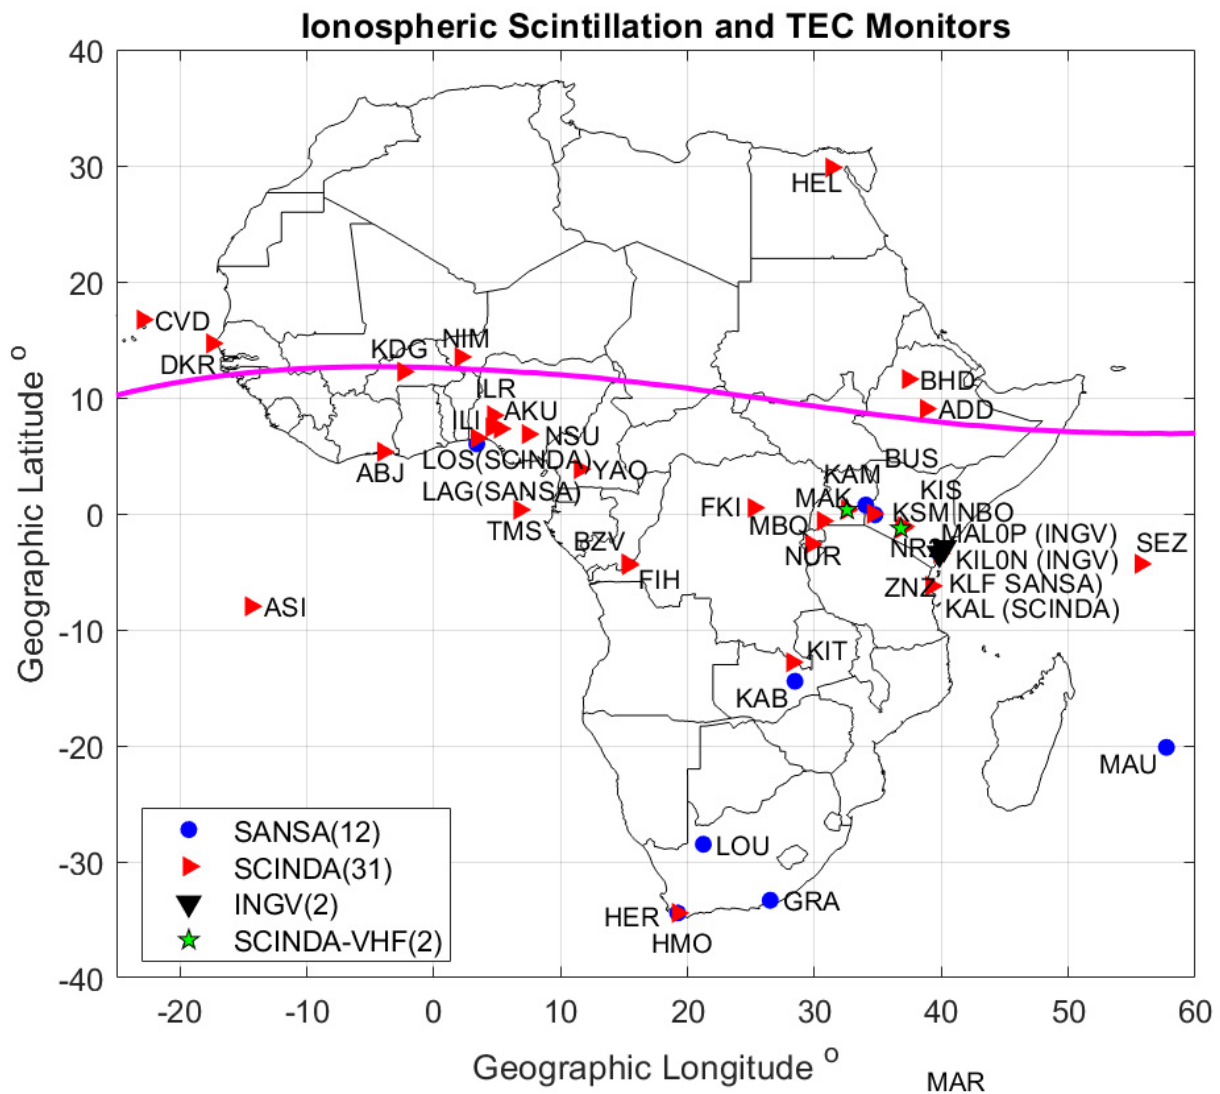 Ionospheric Scintillation and TEC Monitors
40
30
20
10
0
-10
-20
-30
-40
Geographic Latitude °
HEL
CVD
DKR
KDG
NIM
BHD
ADD
ILR
AKU
ILI
NSU
ABJ
LOS(SCINDA)
YAO
LAG(SANSA)
TMS
BUS
KAM
KIS
MAK
FKI
MBQ
KSM
NBO
MAL0P (INGV)
BZV
NUR
NR2
SEZ
KIL0N (INGV)
FIH
ZNZ
KLF SANSA)
ASI
KAL (SCINDA)
KIT
KAB
MAU
LOU
GRA
HER
HMO
SANSA(12)
SCINDA(31)
INGV(2)
SCINDA-VHF(2)
-20
-10
0
10
20
30
40
50
60
Geographic Longitude °
MAR